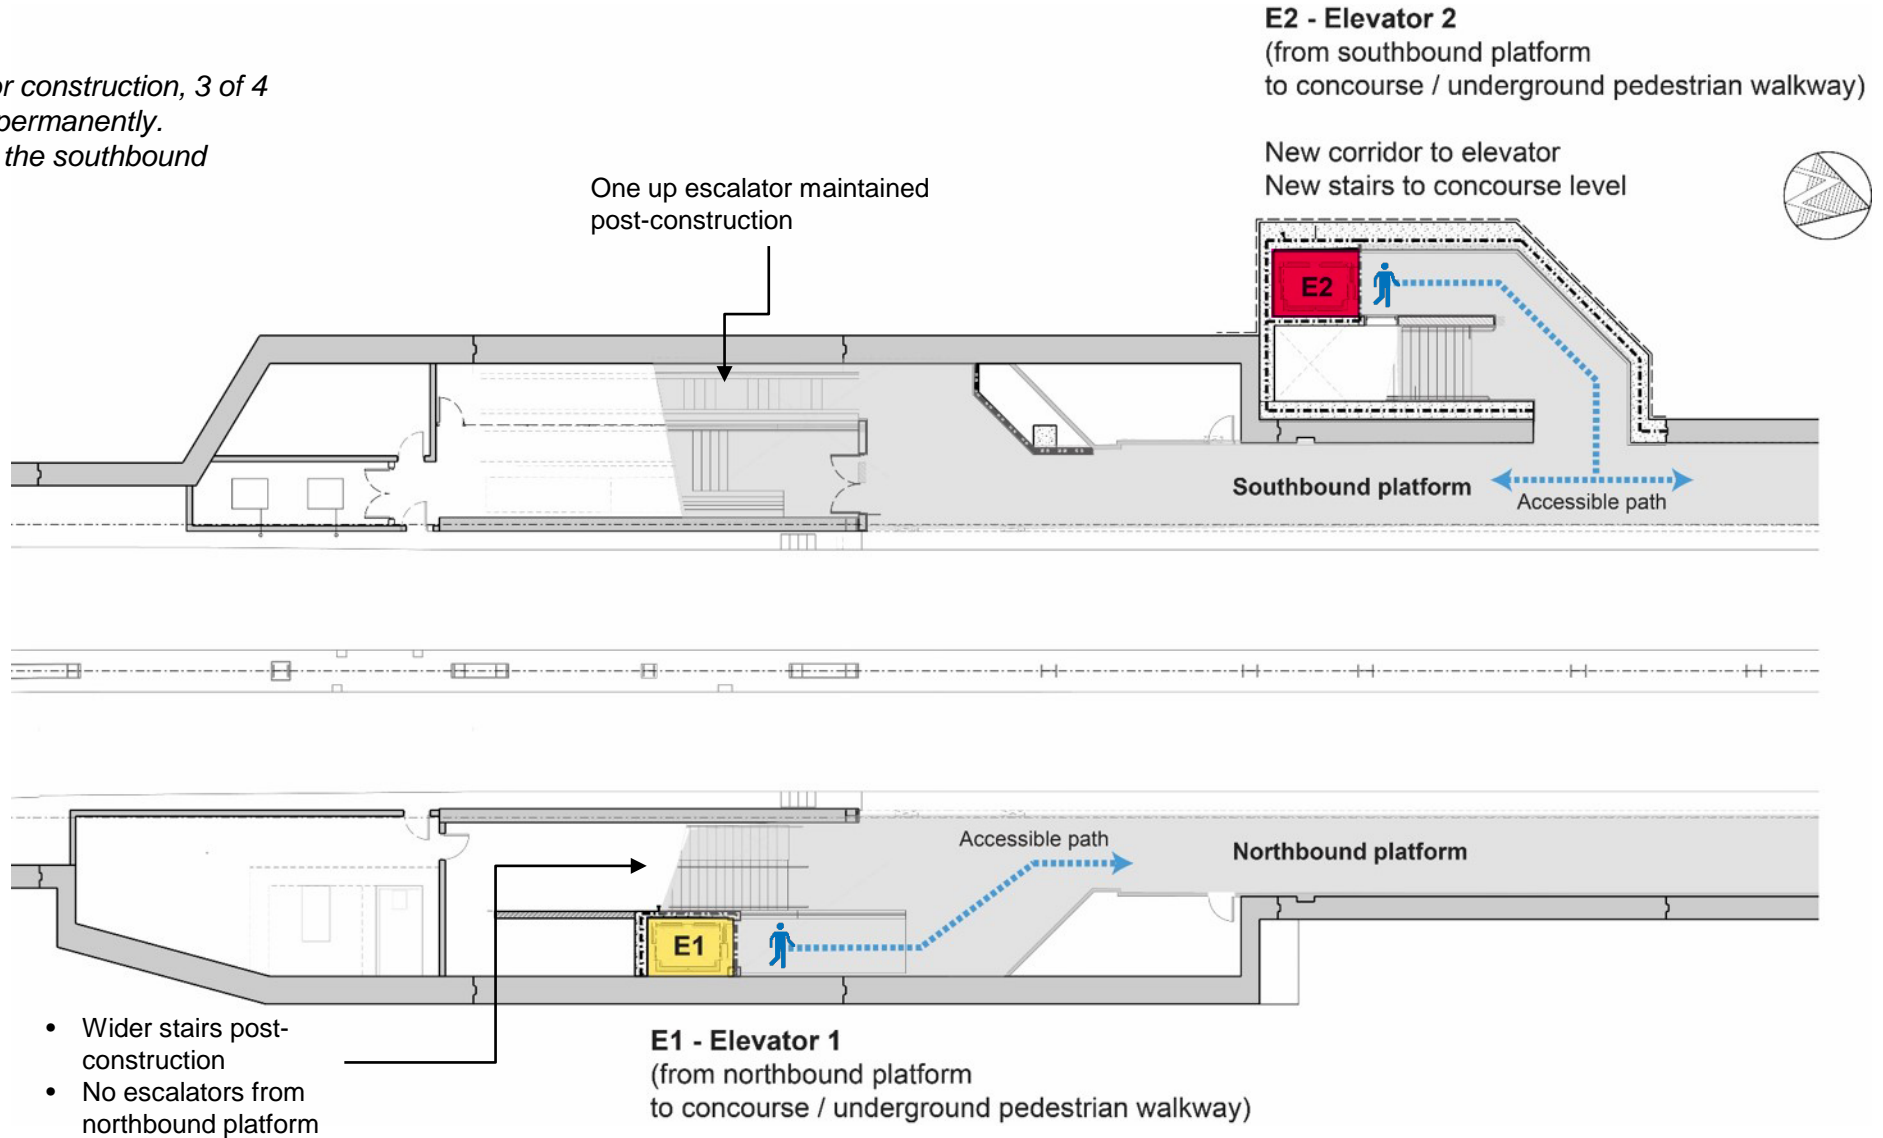 E2 - Elevator 2
(from southbound platform
to concourse / underground pedestrian walkway)
New corridor to elevator
New stairs to concourse level
r construction, 3 of 4
permanently.
the southbound
One up escalator maintained
post-construction
E2
Southbound platform
Accessible path
Accessible path
Northbound platform
E1
• Wider stairs post-
construction
• No escalators from
northbound platform
E1 - Elevator 1
(from northbound platform
to concourse / underground pedestrian walkway)